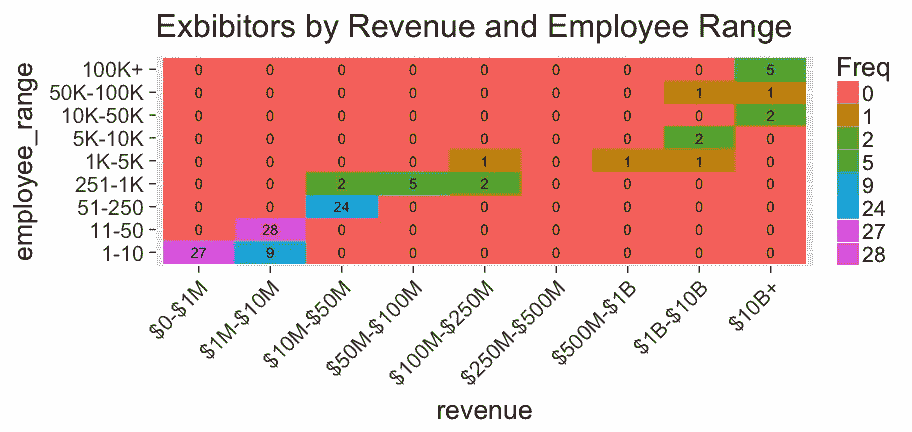 Exbibitors by Revenue and Employee Range
employee_range
100K+ 0 0 0 0 0 0 0 0 5
50K-100K 0 0 0 0 0 0 0 1 1
10K-50K 0 0 0 0 0 0 0 0 2
5K-10K 0 0 0 0 0 0 0 2 0
1K-5K 0 0 0 0 1 0 1 1 0
251-1K 0 0 2 5 2 0 0 0 0
51-250 0 0 24 0 0 0 0 0 0
11-50 0 28 0 0 0 0 0 0 0
1-10 27 9 0 0 0 0 0 0 0
$0-$1M $1M-$10M $10M-$50M $50M-$100M $100M-$250M $250M-$500M $500M-$1B $1B-$10B $10B+
revenue
Freq
0
1
2
5
9
24
27
28